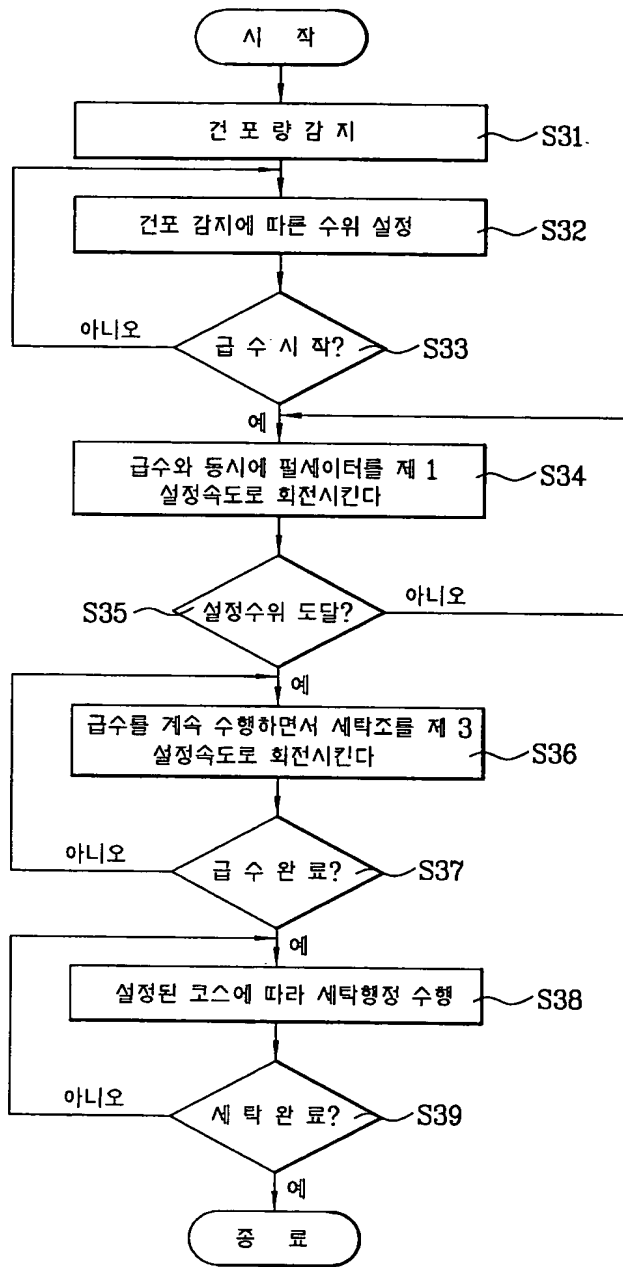 시 작
건 포 량 감 지
S31
건포 감지에 따른 수위 설정
S32
아니오
급 수 시 작?
S33
예
급수와 동시에 펄세이터를 제 1
설정속도로 회전시킨다
S34
S35
설정수위 도달?
아니오
예
급수를 계속 수행하면서 세탁조를 제 3
설정속도로 회전시킨다
S36
아니오
급 수 완 료?
S37
예
설정된 코스에 따라 세탁행정 수행
S38
아니오
세 탁 완 료?
S39
예
종 료